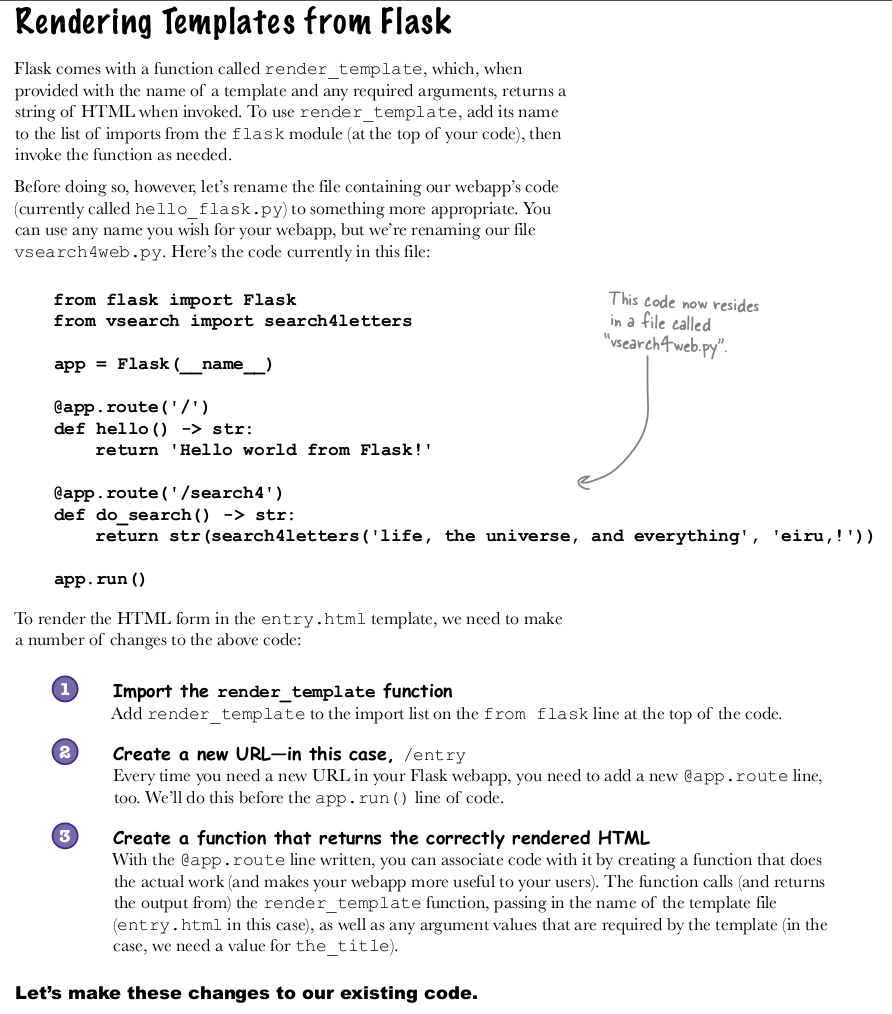 Rendering Templates from Flask
Flask comes with a function called render_template, which, when
provided with the name of a template and any required arguments, returns a
string of HTML when invoked. To use render_template, add its name
to the list of imports from the flask module (at the top of your code), then
invoke the function as needed.
Before doing so, however, let's rename the file containing our webapp's code
(currently called hello_flask.py) to something more appropriate. You
can use any name you wish for your webapp, but we're renaming our file
vsearch4web.py. Here's the code currently in this file:
from flask import Flask
from vsearch import search4letters
app = Flask(__name__)
@app.route('/')
def hello() -> str:
    return 'Hello world from Flask!'
@app.route('/search4')
def do_search() -> str:
    return str(search4letters('life, the universe, and everything', 'eiru,!'))
app.run()
This code now resides
in a file called
"vsearch4web.py".
To render the HTML form in the entry.html template, we need to make
a number of changes to the above code:
1 Import the render_template function
Add render_template to the import list on the from flask line at the top of the code.
2 Create a new URL—in this case, /entry
Every time you need a new URL in your Flask webapp, you need to add a new @app.route line,
too. We'll do this before the app.run() line of code.
3 Create a function that returns the correctly rendered HTML
With the @app.route line written, you can associate code with it by creating a function that does
the actual work (and makes your webapp more useful to your users). The function calls (and returns
the output from) the render_template function, passing in the name of the template file
(entry.html in this case), as well as any argument values that are required by the template (in the
case, we need a value for the_title).
Let's make these changes to our existing code.